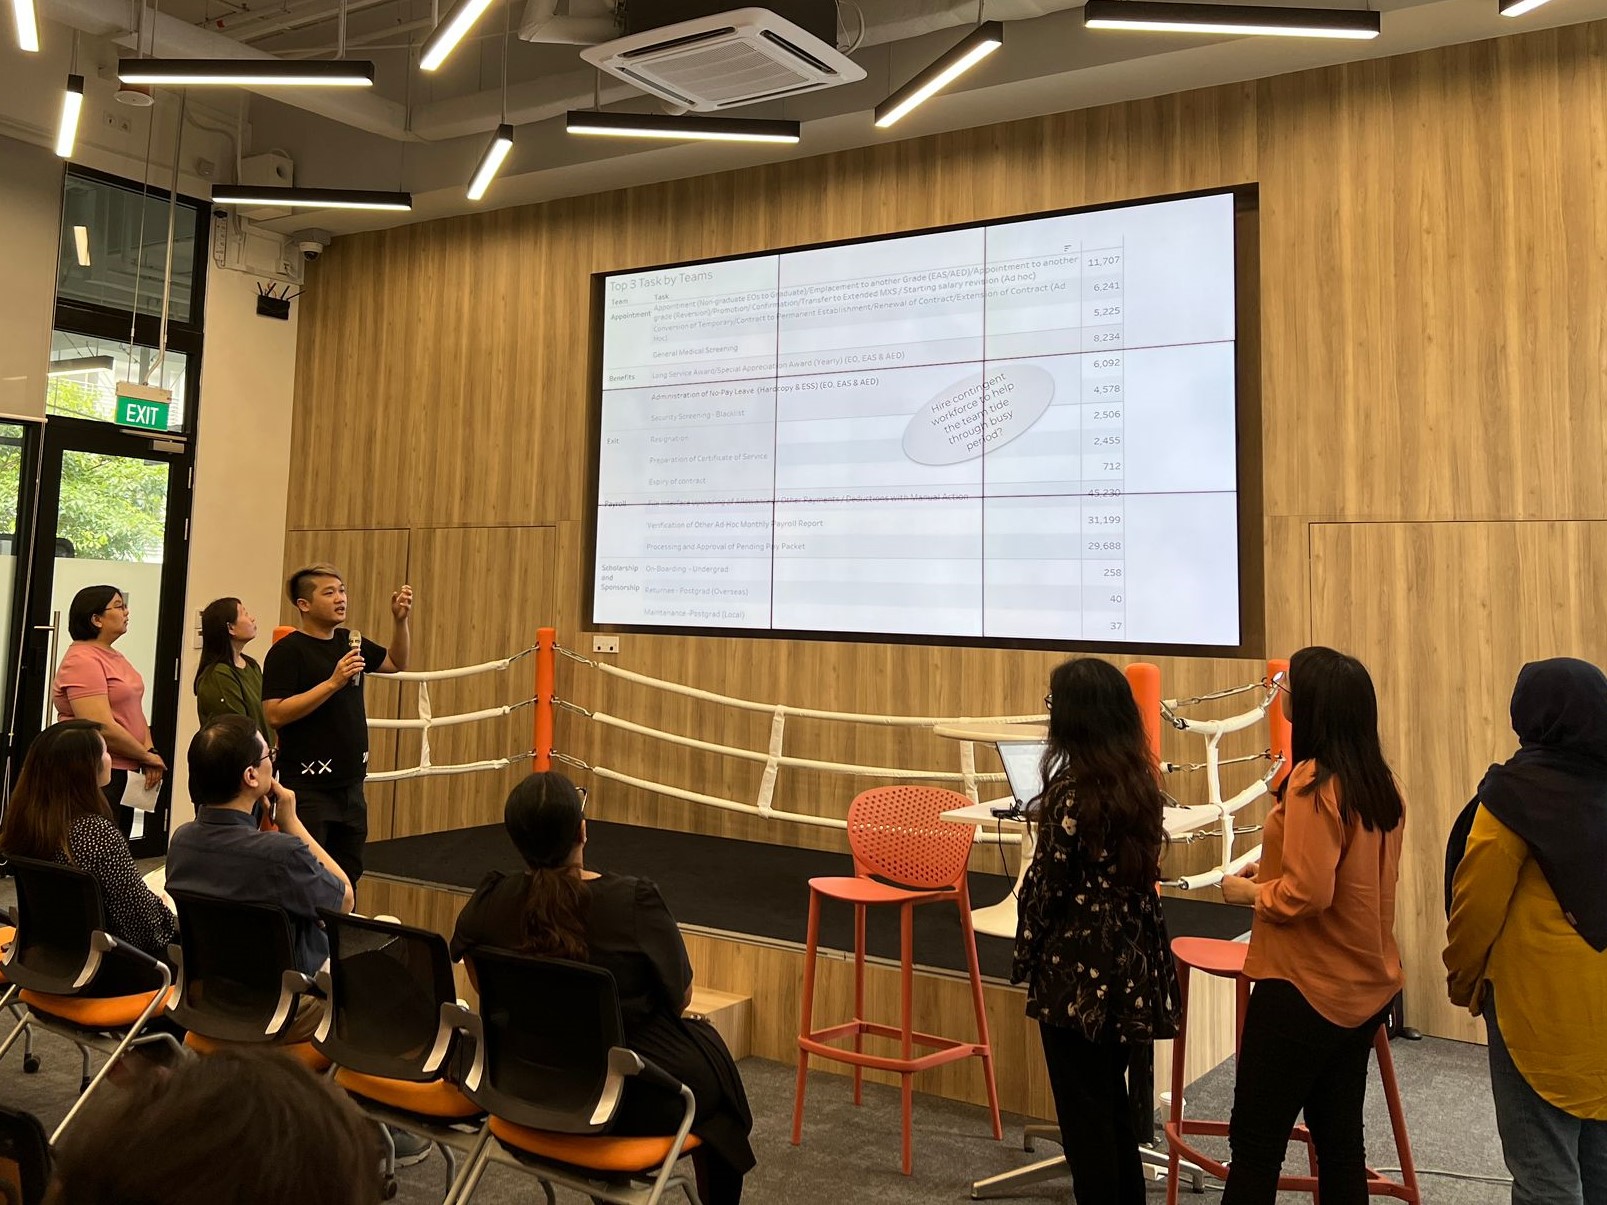 Top 3 Task by Teams
Team Task
Appointment Appointment (Non-graduate EOs to Graduate)/Emplacement to another Grade (EAS/AED)/Appointment to another 11,707
grade (Reversion)/Promotion/ Confirmation/Transfer to Extended MXS / Starting salary revision (Ad hoc)
Conversion of Temporary/Contract to Permanent Establishment/Renewal of Contract/Extension of Contract (Ad 6,241
Hoc)
General Medical Screening 5,225
Benefits Long Service Award/Special Appreciation Award (Yearly) (EO, EAS & AED) 8,234
Administration of No-Pay Leave (Hardcopy & ESS) (EO, EAS & AED) 6,092
Security Screening - Blacklist 4,578
Exit Resignation 2,506
Preparation of Certificate of Service 2,455
Expiry of contract 712
Payroll Uploading of Other Payments / Deductions with Manual Action 45,230
Verification of Other Ad-Hoc Monthly Payroll Report 31,199
Processing and Approval of Pending Pay Packet 29,688
Scholarship and Sponsorship On-Boarding - Undergrad 258
Returnee - Postgrad (Overseas) 40
Maintenance -Postgrad (Local) 37
Hire contingent
workforce to help
the team tide
through busy
period?
EXIT